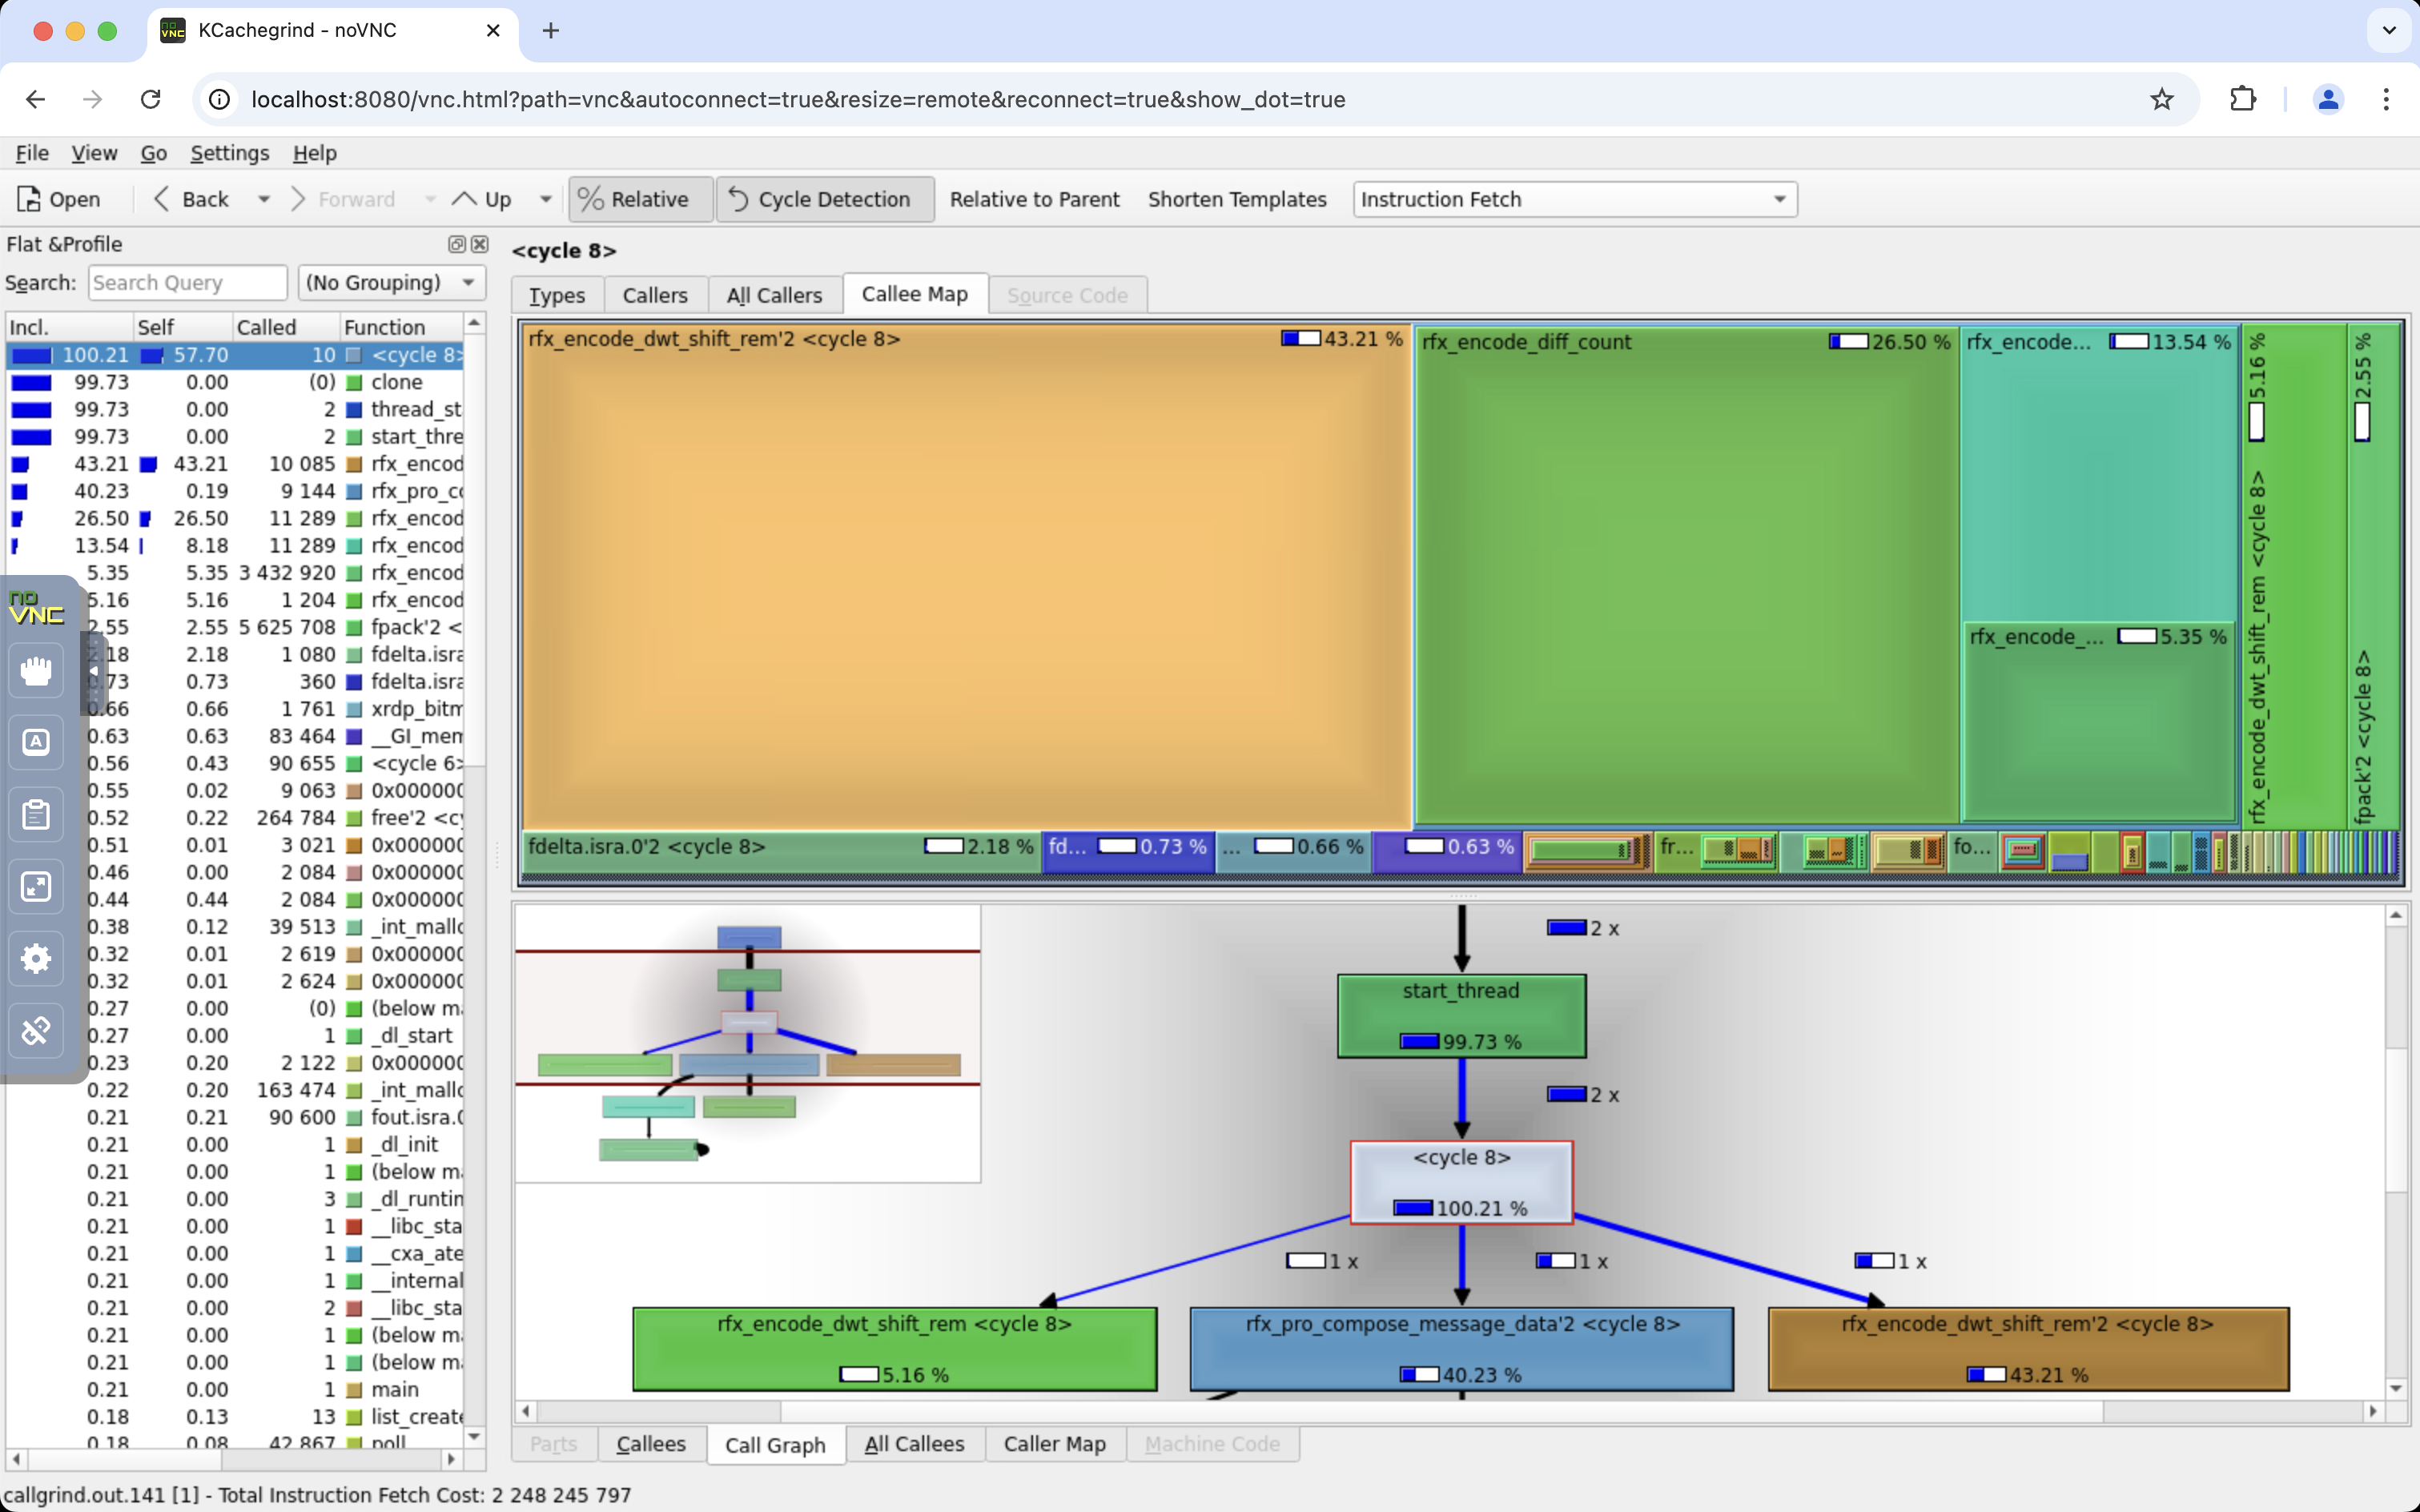 KCachegrind - noVNC
localhost:8080/vnc.html?path=vnc&autoconnect=true&resize=remote&reconnect=true&show_dot=true
File View Go Settings Help
Open Back Forward Up Relative Cycle Detection Relative to Parent Shorten Templates Instruction Fetch
Flat &Profile
Search: Search Query (No Grouping)
Incl. Self Called Function
100.21 57.70 10 <cycle 8>
99.73 0.00 (0) clone
99.73 0.00 2 thread_st
99.73 0.00 2 start_thre
43.21 43.21 10 085 rfx_encod
40.23 0.19 9 144 rfx_pro_co
26.50 26.50 11 289 rfx_encod
13.54 8.18 11 289 rfx_encod
5.35 5.35 3 432 920 rfx_encod
5.16 5.16 1 204 rfx_encod
2.55 2.55 5 625 708 fpack'2 <
2.18 2.18 1 080 fdelta.isra
0.73 0.73 360 fdelta.isra
0.66 0.66 1 761 xrdp_bitm
0.63 0.63 83 464 __GI_mem
0.56 0.43 90 655 <cycle 6>
0.55 0.02 9 063 0x000000
0.52 0.22 264 784 free'2 <cy
0.51 0.01 3 021 0x000000
0.46 0.00 2 084 0x000000
0.44 0.44 2 084 0x000000
0.38 0.12 39 513 _int_mallo
0.32 0.01 2 619 0x000000
0.32 0.01 2 624 0x000000
0.27 0.00 (0) (below ma
0.27 0.00 1 _dl_start
0.23 0.20 2 122 0x000000
0.22 0.20 163 474 _int_mallo
0.21 0.21 90 600 fout.isra.0
0.21 0.00 1 _dl_init
0.21 0.00 1 (below ma
0.21 0.00 3 _dl_runtin
0.21 0.00 1 __libc_sta
0.21 0.00 1 __cxa_ate
0.21 0.00 1 __internal
0.21 0.00 2 __libc_sta
0.21 0.00 1 (below ma
0.21 0.00 1 (below ma
0.21 0.00 1 main
0.18 0.13 13 list_create
0.18 0.08 42 867 poll
no
VNC
A
<cycle 8>
Types Callers All Callers Callee Map Source Code
rfx_encode_dwt_shift_rem'2 <cycle 8> 43.21 %
rfx_encode_diff_count 26.50 %
rfx_encode... 13.54 %
rfx_encode_... 5.35 %
rfx_encode_dwt_shift_rem <cycle 8> 5.16 %
fpack'2 <cycle 8> 2.55 %
fdelta.isra.0'2 <cycle 8> 2.18 % fd... 0.73 % ... 0.66 % 0.63 % fr... fo...
2 x
start_thread
99.73 %
2 x
<cycle 8>
100.21 %
1 x 1 x 1 x
rfx_encode_dwt_shift_rem <cycle 8>
5.16 %
rfx_pro_compose_message_data'2 <cycle 8>
40.23 %
rfx_encode_dwt_shift_rem'2 <cycle 8>
43.21 %
Parts Callees Call Graph All Callees Caller Map Machine Code
callgrind.out.141 [1] - Total Instruction Fetch Cost: 2 248 245 797